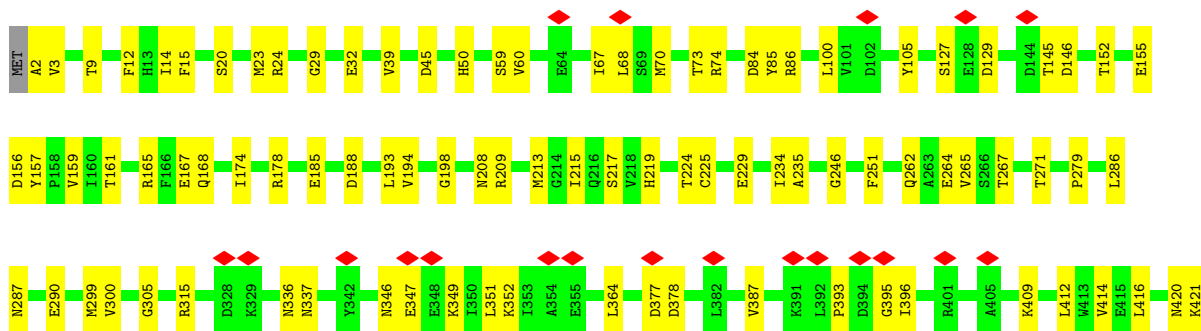 MET A2 V3 T9 F12 H13 I14 F15 S20 M23 R24 G29 E32 V39 D45 H50 S59 V60 E64 I67 L68 S69 M70 T73 R74 D84 Y85 R86 L100 V101 D102 Y105 S127 E128 D129 D144 T145 D146 T152 E155
D156 Y157 P158 V159 I160 T161 R165 F166 E167 Q168 I174 R178 E185 D188 L193 V194 G198 N208 R209 M213 G214 I215 Q216 S217 V218 H219 T224 C225 E229 I234 A235 G246 F251 Q262 A263 E264 V265 S266 T267 T271 P279 L286
N287 E290 M299 V300 G305 R315 D328 K329 N336 N337 Y342 N346 E347 E348 K349 I350 L351 K352 I353 A354 E355 L364 D377 D378 L382 V387 K391 L392 P393 D394 G395 I396 R401 A405 K409 L412 W413 V414 E415 L416 N420 K421